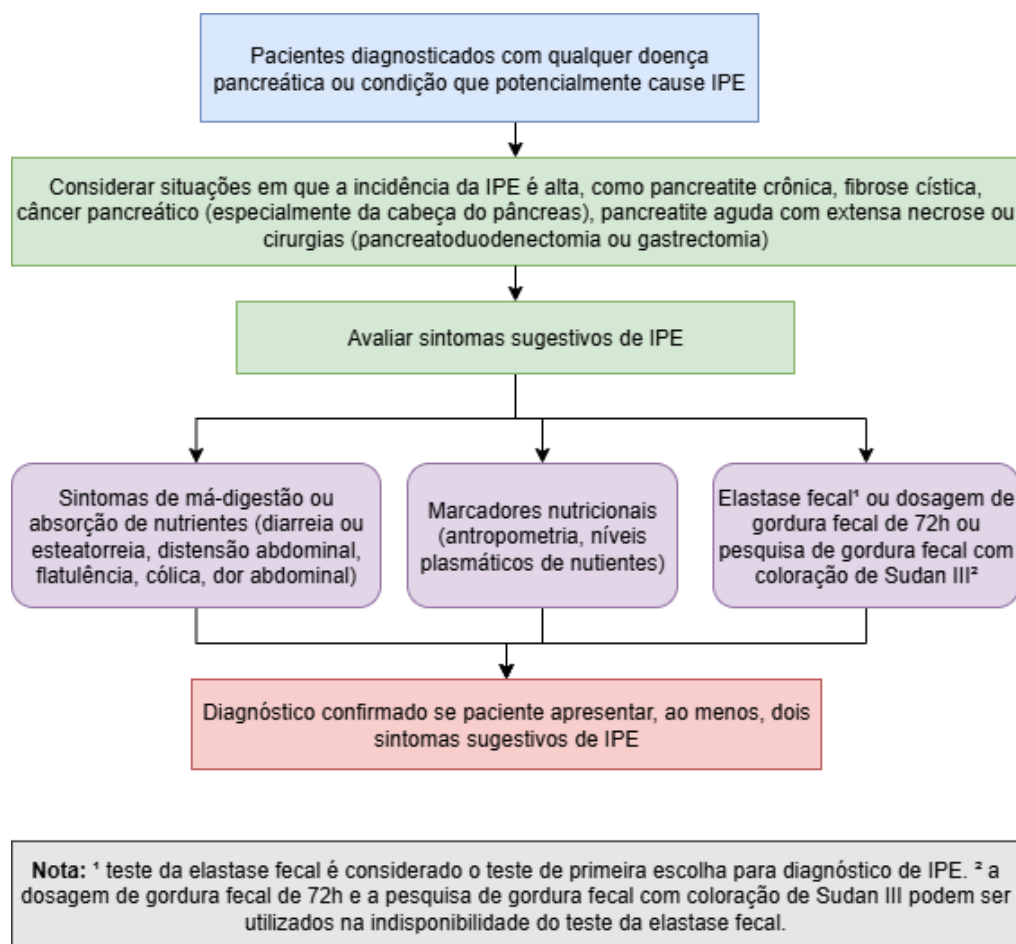 Pacientes diagnosticados com qualquer doença
pancreática ou condição que potencialmente cause IPE
Considerar situações em que a incidência da IPE é alta, como pancreatite crônica, fibrose cística,
câncer pancreático (especialmente da cabeça do pâncreas), pancreatite aguda com extensa necrose ou
cirurgias (pancreatoduodenectomia ou gastrectomia)
Avaliar sintomas sugestivos de IPE
Sintomas de má-digestão ou
absorção de nutrientes (diarreia ou
esteatorreia, distensão abdominal,
flatulência, cólica, dor abdominal)
Marcadores nutricionais
(antropometria, níveis
plasmáticos de nutientes)
Elastase fecal¹ ou dosagem de
gordura fecal de 72h ou
pesquisa de gordura fecal com
coloração de Sudan III²
Diagnóstico confirmado se paciente apresentar, ao menos, dois
sintomas sugestivos de IPE
Nota: ¹ teste da elastase fecal é considerado o teste de primeira escolha para diagnóstico de IPE. ² a
dosagem de gordura fecal de 72h e a pesquisa de gordura fecal com coloração de Sudan III podem ser
utilizados na indisponibilidade do teste da elastase fecal.